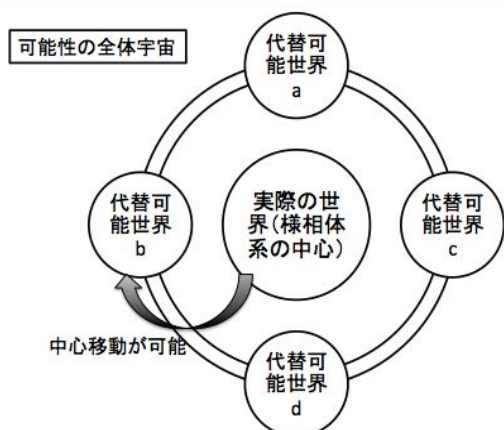 可能性の全体宇宙
代替可
能世界
a
代替可
能世界
b
実際の世
界(様相体
系の中心)
代替可
能世界
c
中心移動が可能
代替可
能世界
d